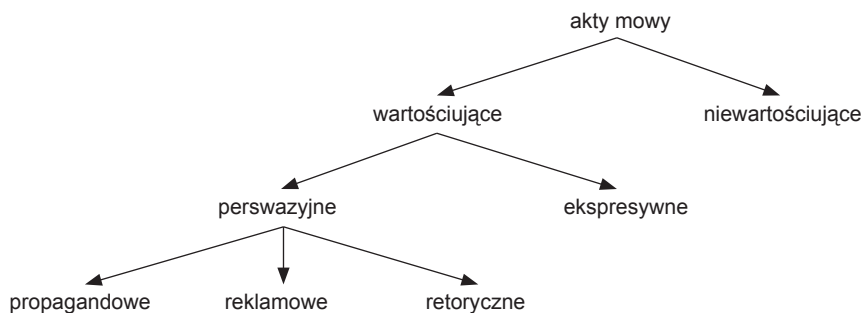 akty mowy
wartościujące niewartościujące
perswazyjne ekspresywne
propagandowe reklamowe retoryczne